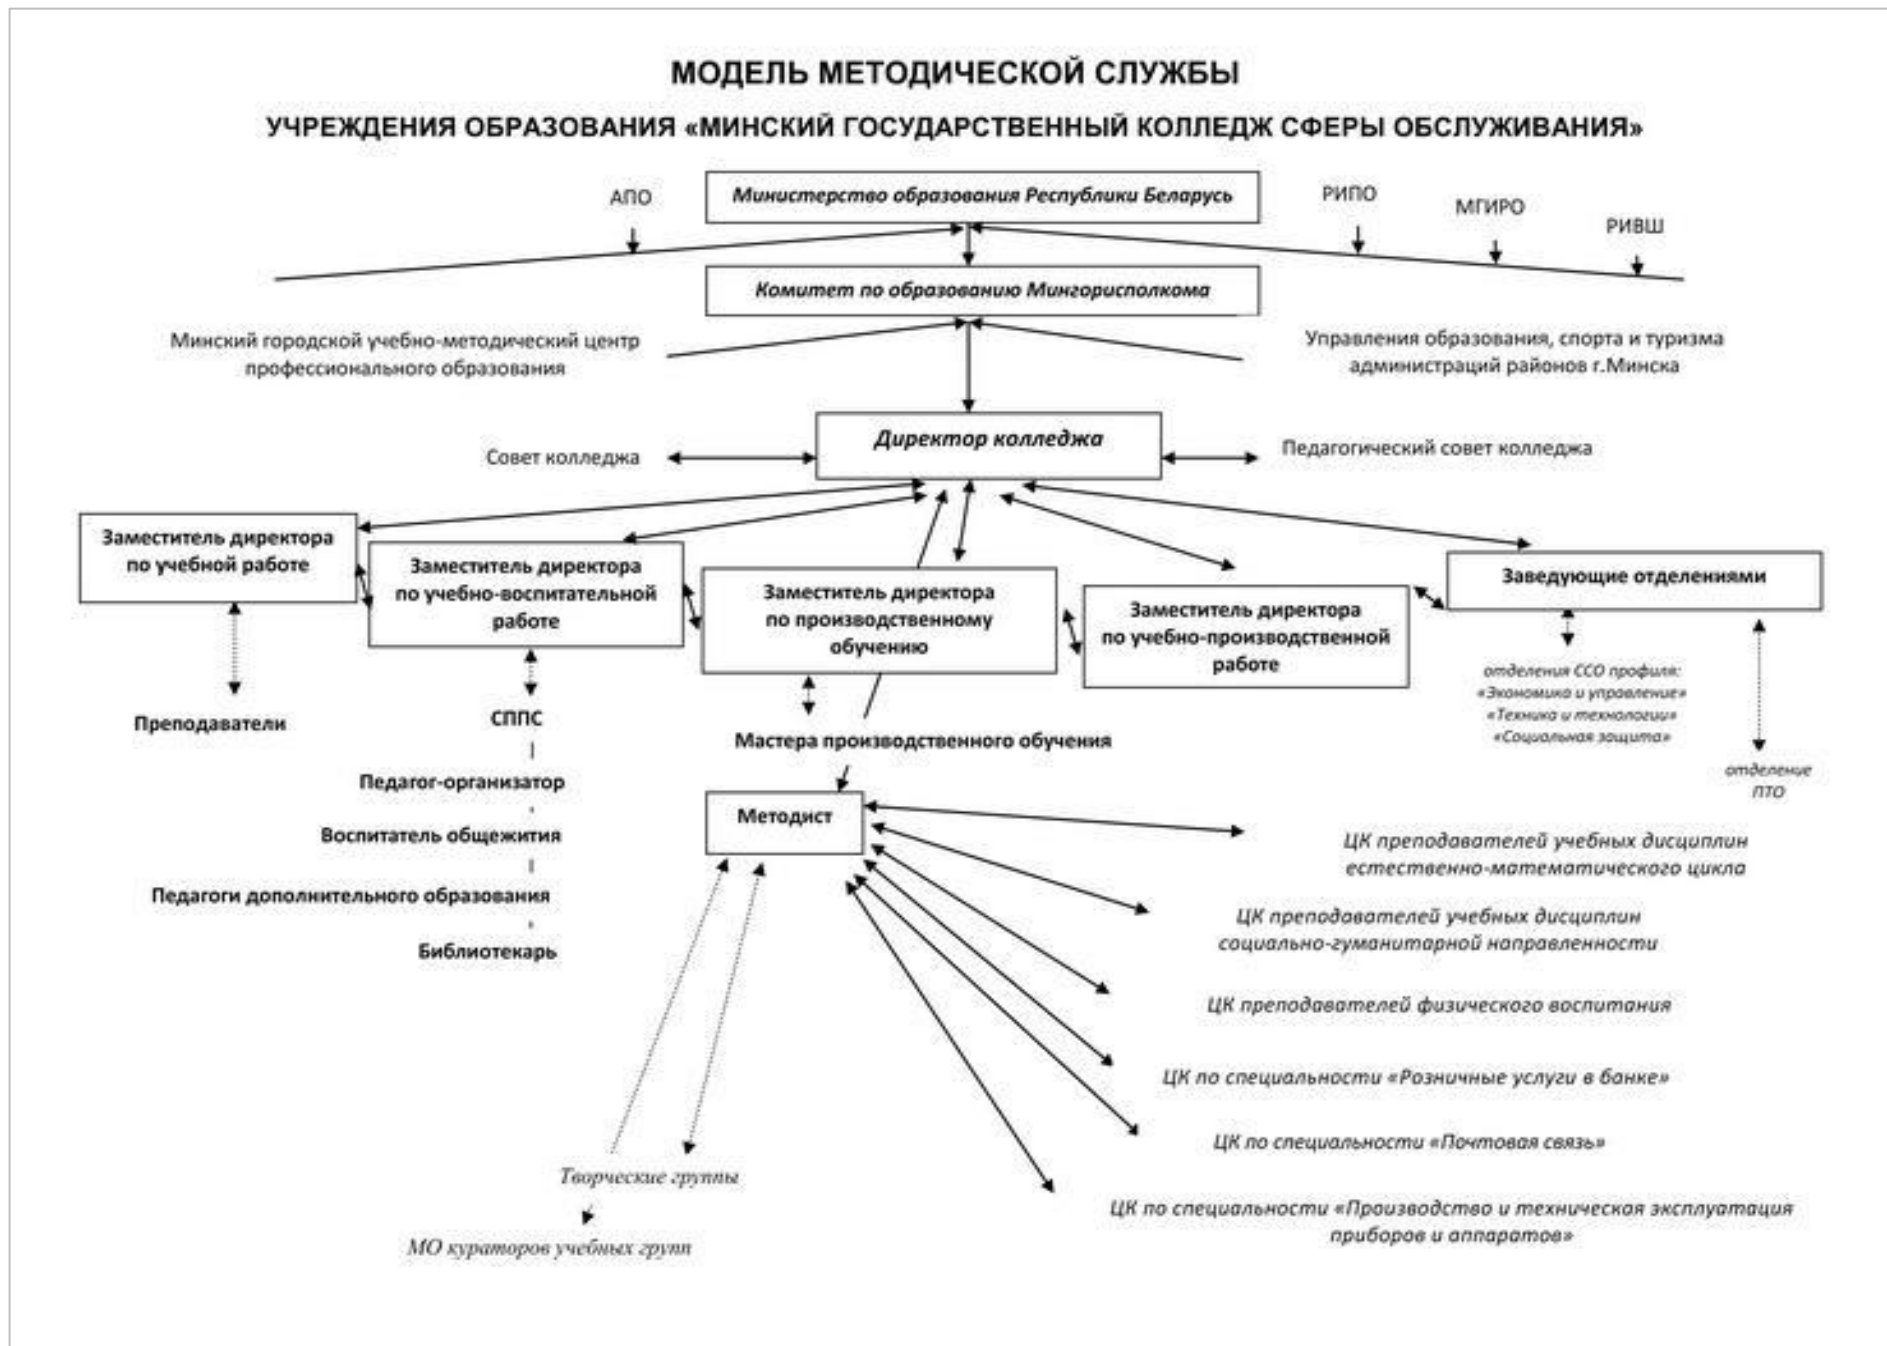 МОДЕЛЬ МЕТОДИЧЕСКОЙ СЛУЖБЫ
УЧРЕЖДЕНИЯ ОБРАЗОВАНИЯ «МИНСКИЙ ГОСУДАРСТВЕННЫЙ КОЛЛЕДЖ СФЕРЫ ОБСЛУЖИВАНИЯ»
АПО
Министерство образования Республики Беларусь
РИПО
МГИРО
РИВШ
Комитет по образованию Мингорисполкома
Минский городской учебно-методический центр
профессионального образования
Управления образования, спорта и туризма
администраций районов г.Минска
Директор колледжа
Совет колледжа
Педагогический совет колледжа
Заместитель директора
по учебной работе
Заместитель директора
по учебно-воспитательной
работе
Заместитель директора
по производственному
обучению
Заместитель директора
по учебно-производственной
работе
Заведующие отделениями
отделения ССО профиля:
«Экономика и управление»
«Техника и технологии»
«Социальная защита»
отделение
ПТО
Преподаватели
СППС
Педагог-организатор
Воспитатель общежития
Педагоги дополнительного образования
Библиотекарь
Мастера производственного обучения
Методист
ЦК преподавателей учебных дисциплин
естественно-математического цикла
ЦК преподавателей учебных дисциплин
социально-гуманитарной направленности
ЦК преподавателей физического воспитания
ЦК по специальности «Розничные услуги в банке»
ЦК по специальности «Почтовая связь»
ЦК по специальности «Производство и техническая эксплуатация
приборов и аппаратов»
Творческие группы
МО кураторов учебных групп